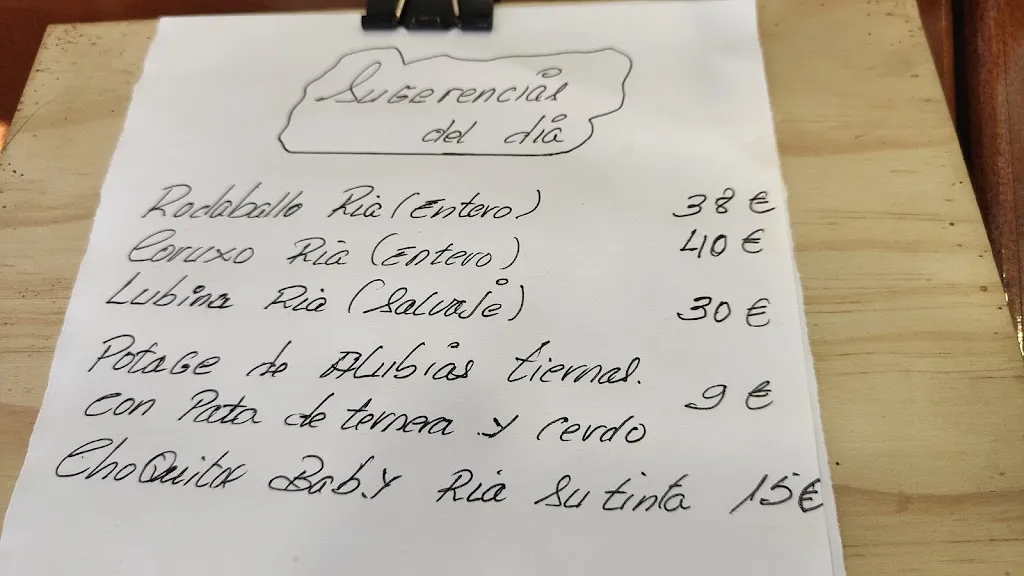 Sugerencias
del dia
Rodaballo Ria (Entero) 38 €
Coruxo Ria (Entero) 40 €
Lubina Ria (Salvaje) 30 €
Potage de Alubias tiernas.
con Pata de ternera y cerdo 9 €
Choquitos Baby Ria su tinta 15 €